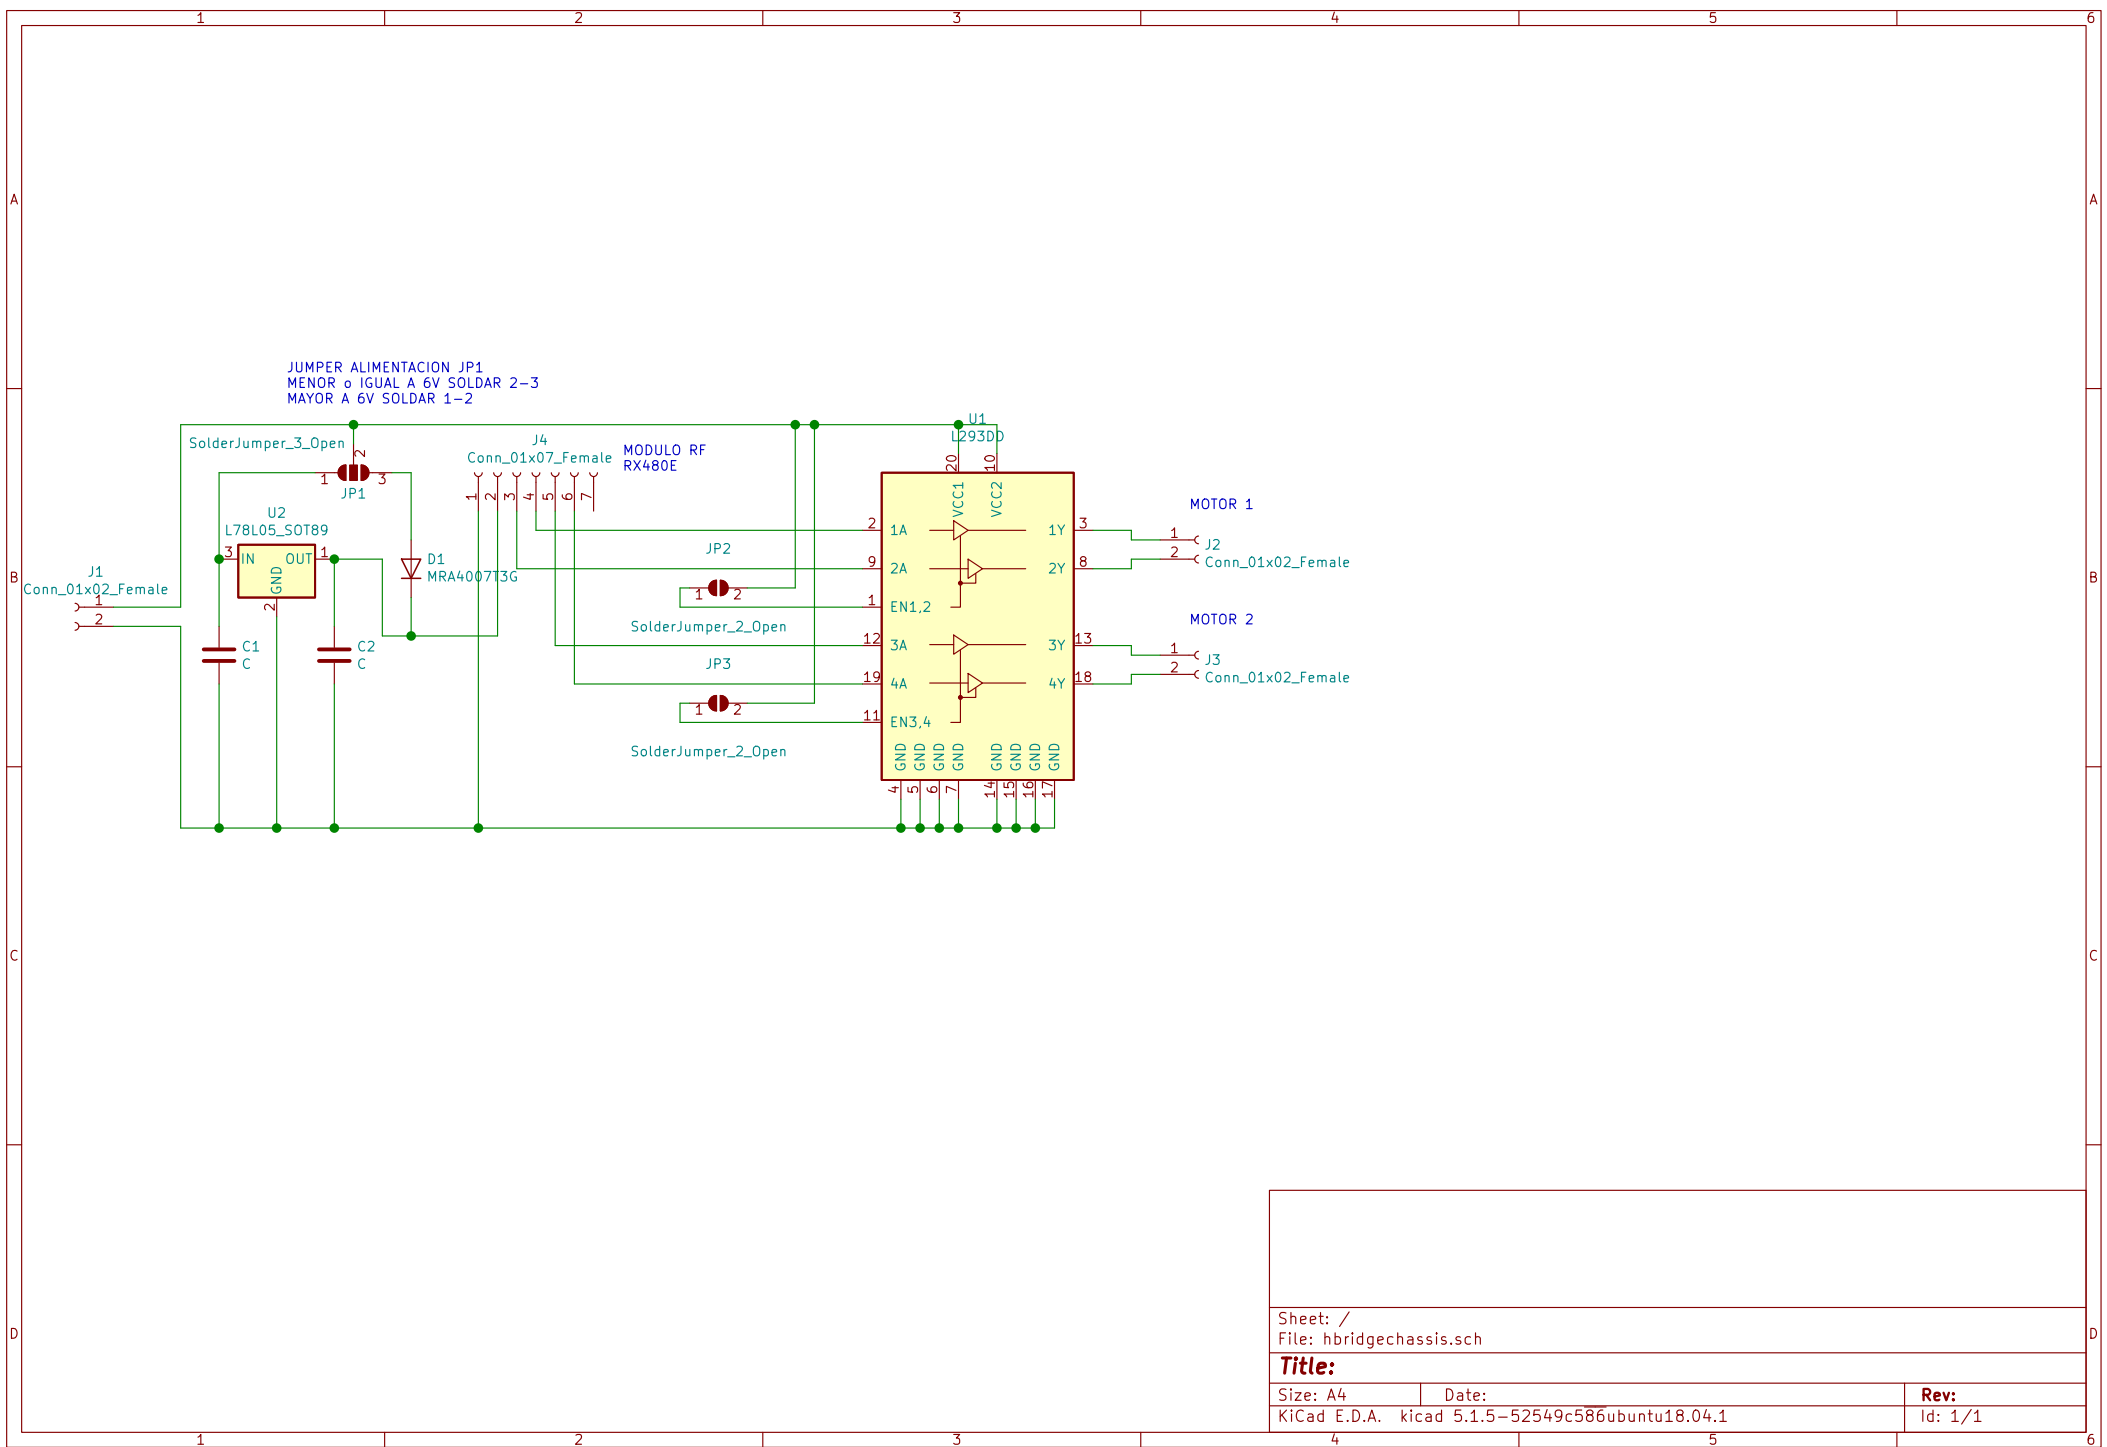 1 2 3 4 5 6
A A
JUMPER ALIMENTACION JP1
MENOR o IGUAL A 6V SOLDAR 2-3
MAYOR A 6V SOLDAR 1-2
SolderJumper_3_Open
2
1 3
JP1
J4
Conn_01x07_Female
1 2 3 4 5 6 7
MODULO RF
RX480E
U1
L293DD
20 10
VCC1 VCC2
U2
L78L05_SOT89
3 IN OUT 1
GND
2
D1
MRA4007T3G
B B
J1
Conn_01x02_Female
1
2
C1
C
C2
C
JP2
1 2
SolderJumper_2_Open
JP3
1 2
SolderJumper_2_Open
2 1A 1Y 3
9 2A 2Y 8
1 EN1,2
12 3A 3Y 13
19 4A 4Y 18
11 EN3,4
GND GND GND GND GND GND GND GND
4 5 6 7 14 15 16 17
MOTOR 1
1
2
J2
Conn_01x02_Female
MOTOR 2
1
2
J3
Conn_01x02_Female
C C
D D
Sheet: /
File: hbridgechassis.sch
Title:
Size: A4 Date: Rev:
KiCad E.D.A. kicad 5.1.5-52549c586ubuntu18.04.1 Id: 1/1
1 2 3 4 5 6